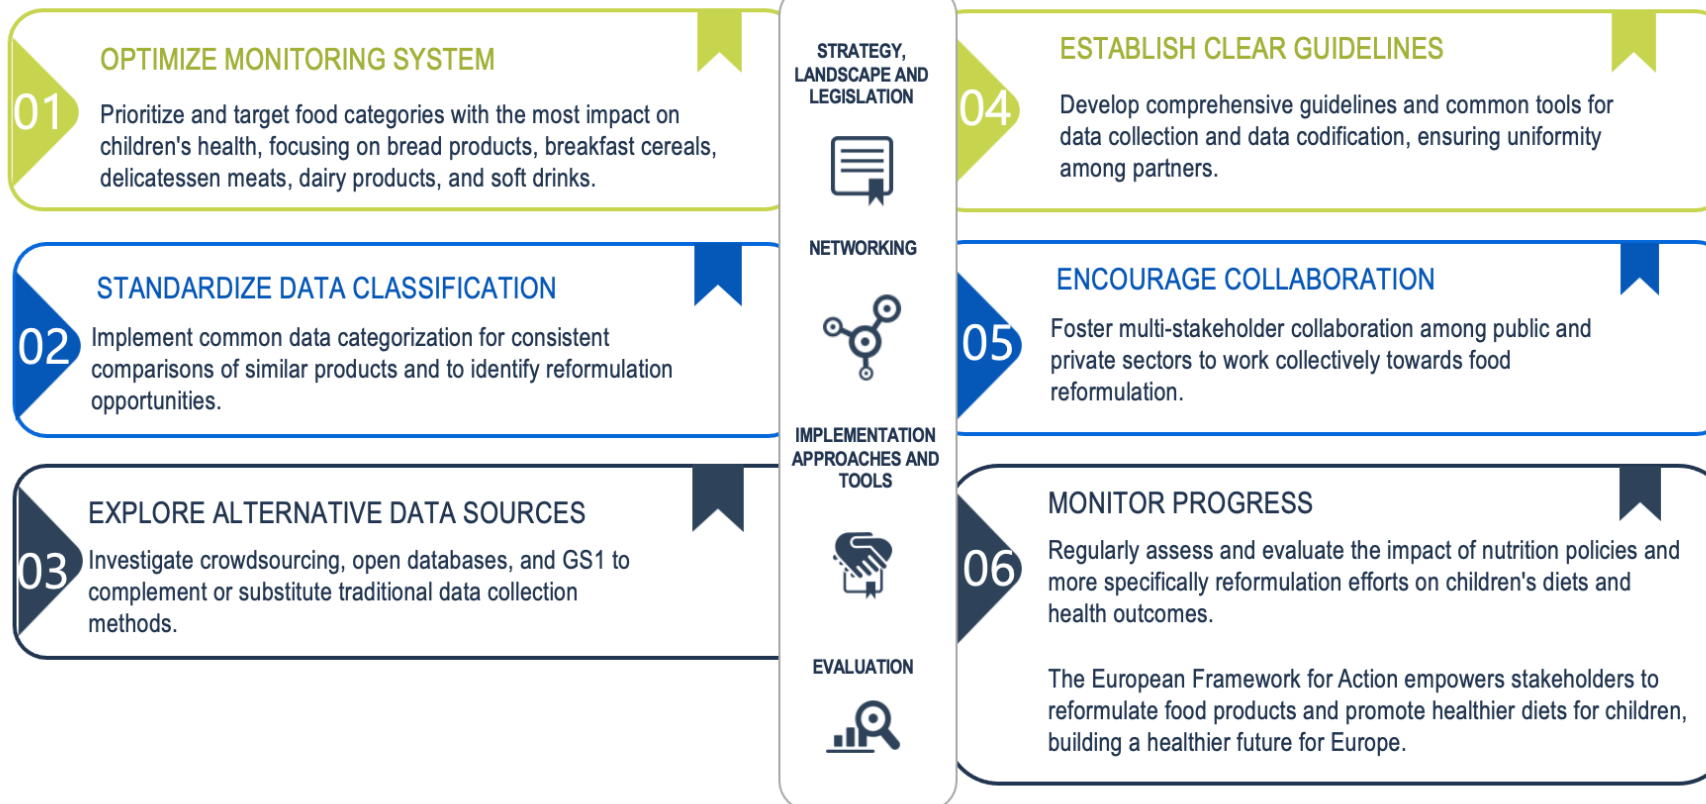 01
OPTIMIZE MONITORING SYSTEM
Prioritize and target food categories with the most impact on
children's health, focusing on bread products, breakfast cereals,
delicatessen meats, dairy products, and soft drinks.
02
STANDARDIZE DATA CLASSIFICATION
Implement common data categorization for consistent
comparisons of similar products and to identify reformulation
opportunities.
03
EXPLORE ALTERNATIVE DATA SOURCES
Investigate crowdsourcing, open databases, and GS1 to
complement or substitute traditional data collection
methods.
STRATEGY,
LANDSCAPE AND
LEGISLATION
NETWORKING
IMPLEMENTATION
APPROACHES AND
TOOLS
EVALUATION
04
ESTABLISH CLEAR GUIDELINES
Develop comprehensive guidelines and common tools for
data collection and data codification, ensuring uniformity
among partners.
05
ENCOURAGE COLLABORATION
Foster multi-stakeholder collaboration among public and
private sectors to work collectively towards food
reformulation.
06
MONITOR PROGRESS
Regularly assess and evaluate the impact of nutrition policies and
more specifically reformulation efforts on children's diets and
health outcomes.
The European Framework for Action empowers stakeholders to
reformulate food products and promote healthier diets for children,
building a healthier future for Europe.